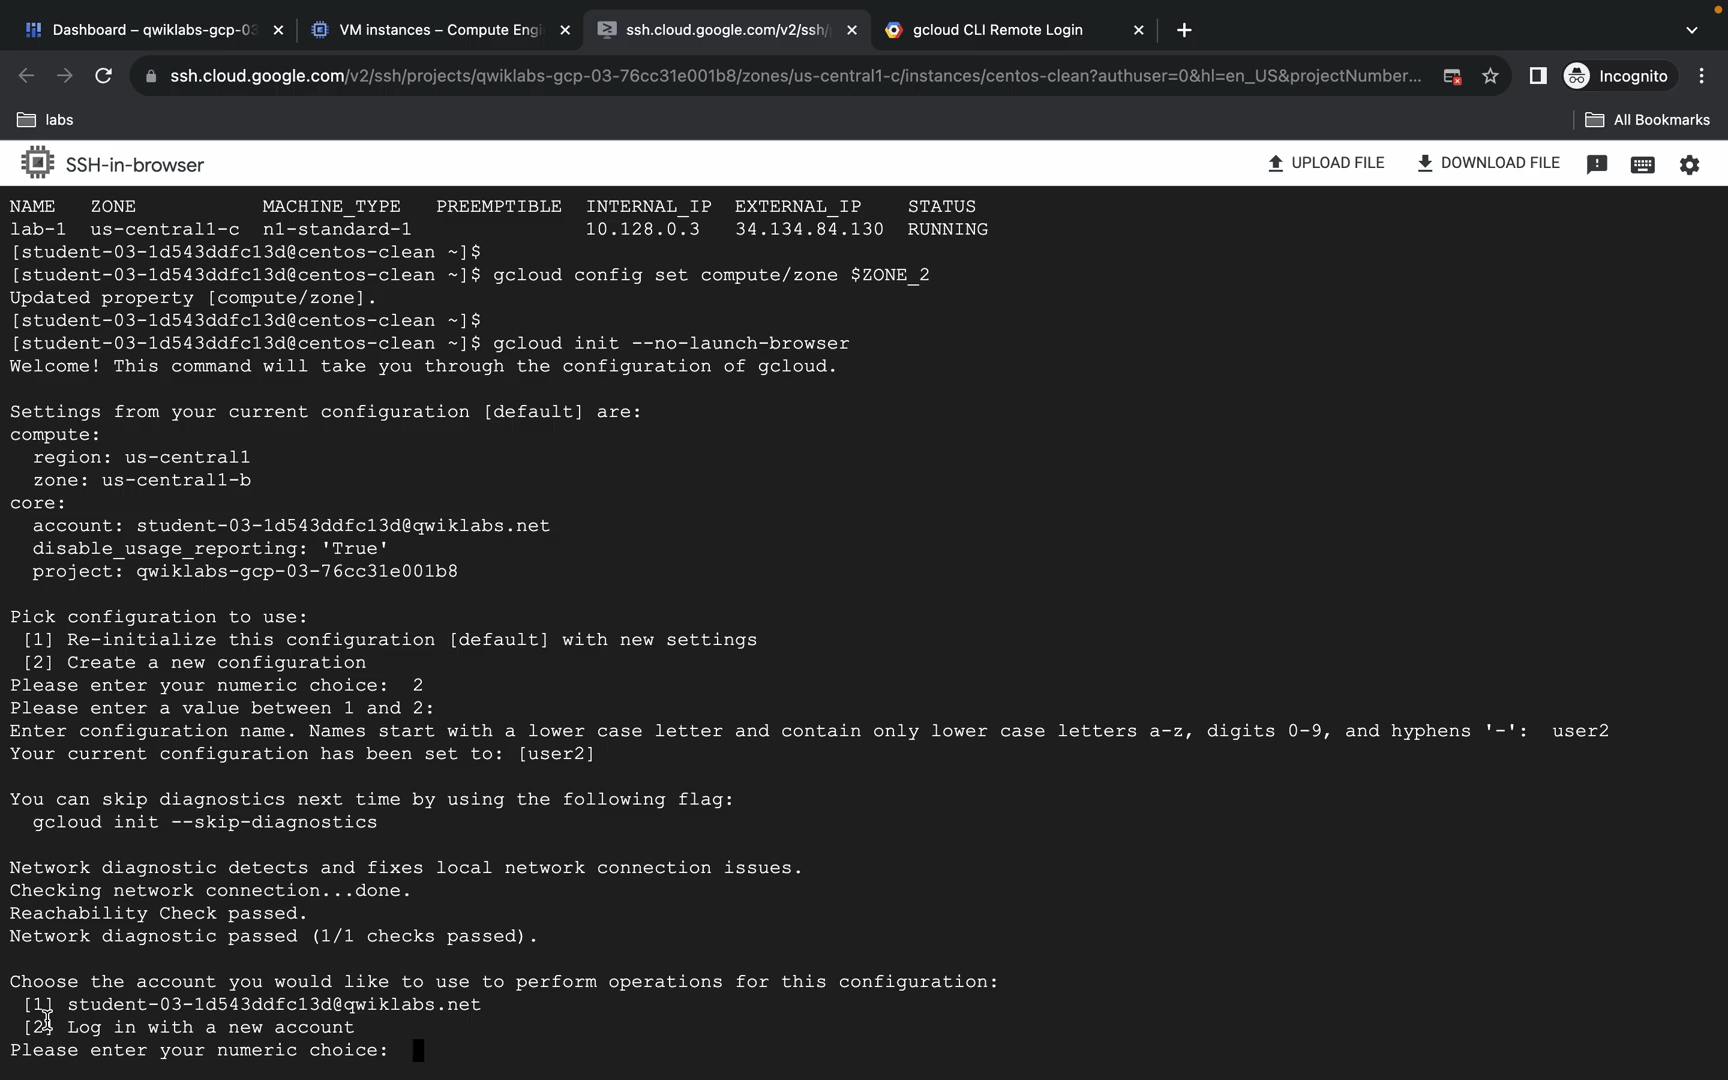 Dashboard – qwiklabs-gcp-03
VM instances – Compute Engi
ssh.cloud.google.com/v2/ssh/
gcloud CLI Remote Login
ssh.cloud.google.com/v2/ssh/projects/qwiklabs-gcp-03-76cc31e001b8/zones/us-central1-c/instances/centos-clean?authuser=0&hl=en_US&projectNumber...
Incognito
labs
All Bookmarks
SSH-in-browser
UPLOAD FILE
DOWNLOAD FILE
NAME ZONE MACHINE_TYPE PREEMPTIBLE INTERNAL_IP EXTERNAL_IP STATUS
lab-1 us-central1-c n1-standard-1 10.128.0.3 34.134.84.130 RUNNING
[student-03-1d543ddfc13d@centos-clean ~]$
[student-03-1d543ddfc13d@centos-clean ~]$ gcloud config set compute/zone $ZONE_2
Updated property [compute/zone].
[student-03-1d543ddfc13d@centos-clean ~]$
[student-03-1d543ddfc13d@centos-clean ~]$ gcloud init --no-launch-browser
Welcome! This command will take you through the configuration of gcloud.
Settings from your current configuration [default] are:
compute:
region: us-central1
zone: us-central1-b
core:
account: student-03-1d543ddfc13d@qwiklabs.net
disable_usage_reporting: 'True'
project: qwiklabs-gcp-03-76cc31e001b8
Pick configuration to use:
[1] Re-initialize this configuration [default] with new settings
[2] Create a new configuration
Please enter your numeric choice: 2
Please enter a value between 1 and 2:
Enter configuration name. Names start with a lower case letter and contain only lower case letters a-z, digits 0-9, and hyphens '-': user2
Your current configuration has been set to: [user2]
You can skip diagnostics next time by using the following flag:
gcloud init --skip-diagnostics
Network diagnostic detects and fixes local network connection issues.
Checking network connection...done.
Reachability Check passed.
Network diagnostic passed (1/1 checks passed).
Choose the account you would like to use to perform operations for this configuration:
[1] student-03-1d543ddfc13d@qwiklabs.net
[2] Log in with a new account
Please enter your numeric choice: